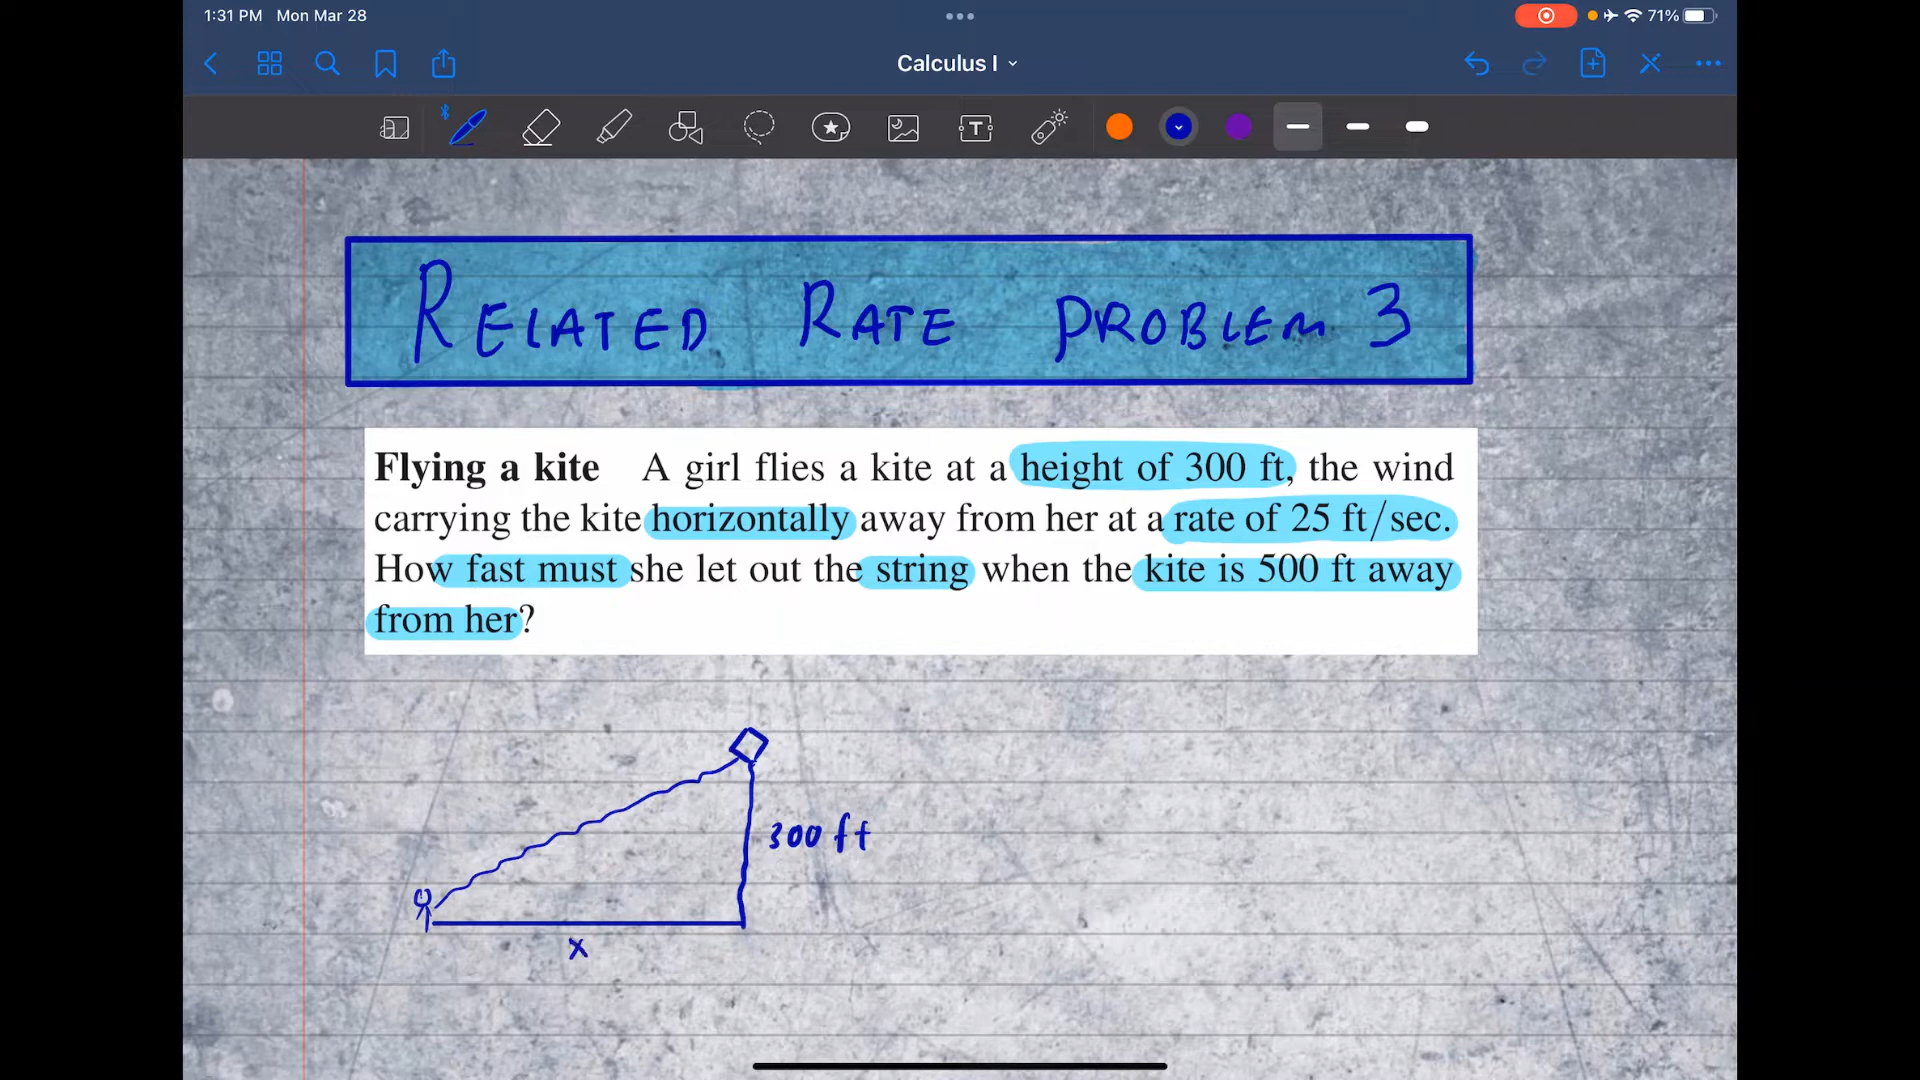 1:31 PM Mon Mar 28
71%
Calculus I
T
RELATED RATE PROBLEM 3
Flying a kite A girl flies a kite at a height of 300 ft, the wind
carrying the kite horizontally away from her at a rate of 25 ft/sec.
How fast must she let out the string when the kite is 500 ft away
from her?
300 ft
x